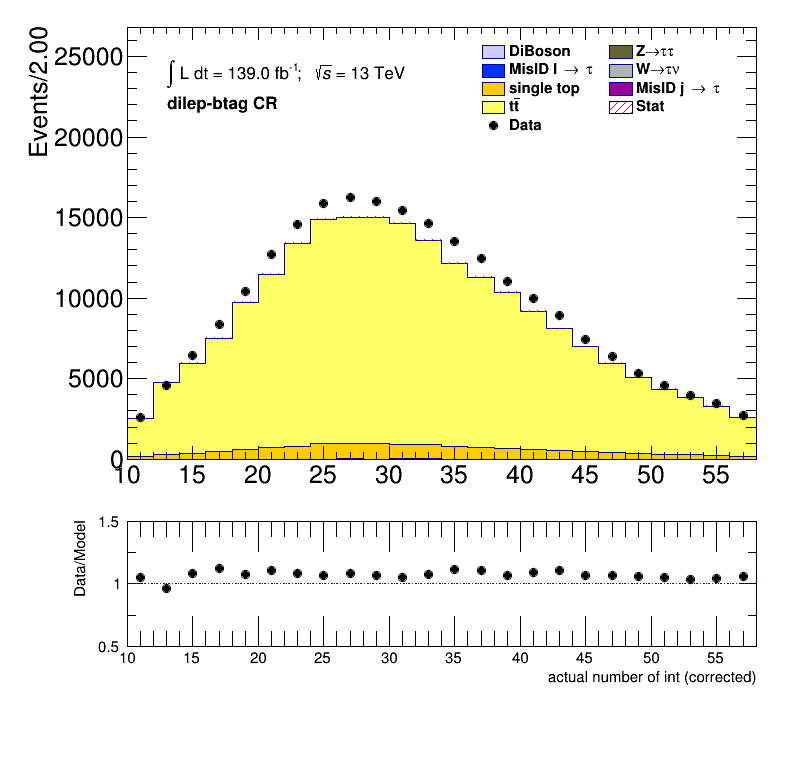 Events/2.00
25000
20000
15000
10000
5000
0
∫ L dt = 139.0 fb⁻¹; √s = 13 TeV
dilep-btag CR
DiBoson
MisID l → τ
single top
tt̄
Data
Z→ττ
W→τν
MisID j → τ
Stat
10 15 20 25 30 35 40 45 50 55
Data/Model
1.5
1
0.5
10 15 20 25 30 35 40 45 50 55
actual number of int (corrected)